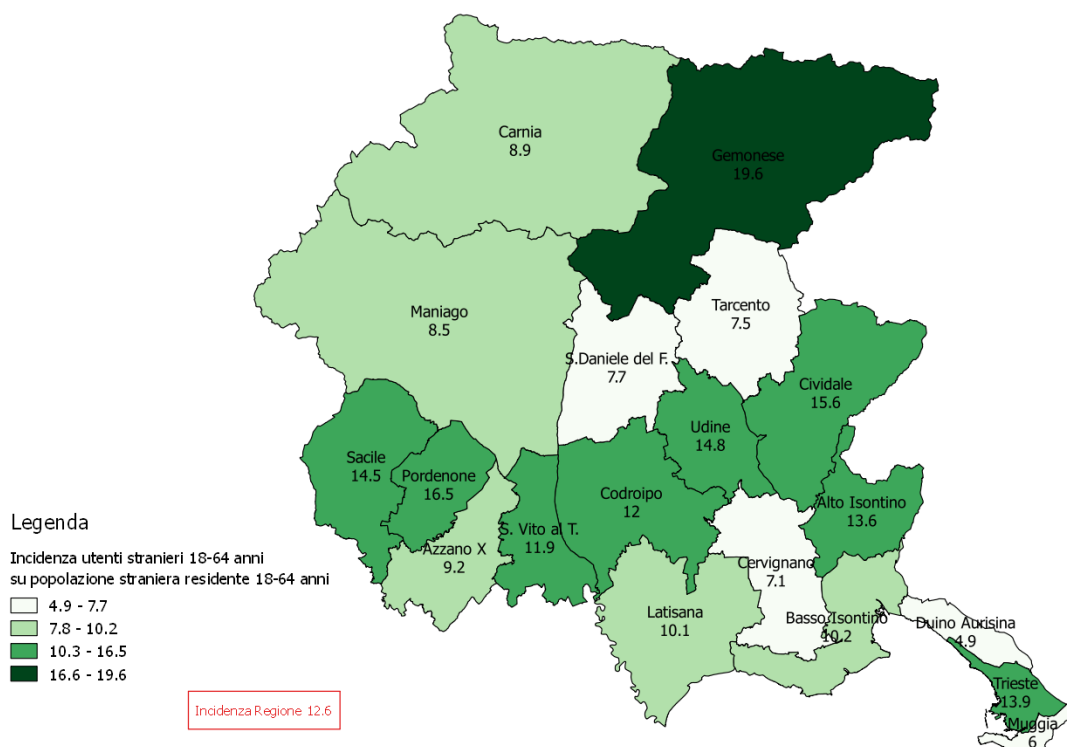 Carnia
8.9
Gemonese
19.6
Maniago
8.5
Tarcento
7.5
S.Daniele del F.
7.7
Cividale
15.6
Udine
14.8
Sacile
14.5
Pordenone
16.5
Codroipo
12
Alto Isontino
13.6
S. Vito al T.
11.9
Azzano X
9.2
Cervignano
7.1
Latisana
10.1
Basso Isontino
10.2
Duino Aurisina
4.9
Trieste
13.9
Muggia
6
Legenda
Incidenza utenti stranieri 18-64 anni
su popolazione straniera residente 18-64 anni
4.9 - 7.7
7.8 - 10.2
10.3 - 16.5
16.6 - 19.6
Incidenza Regione 12.6